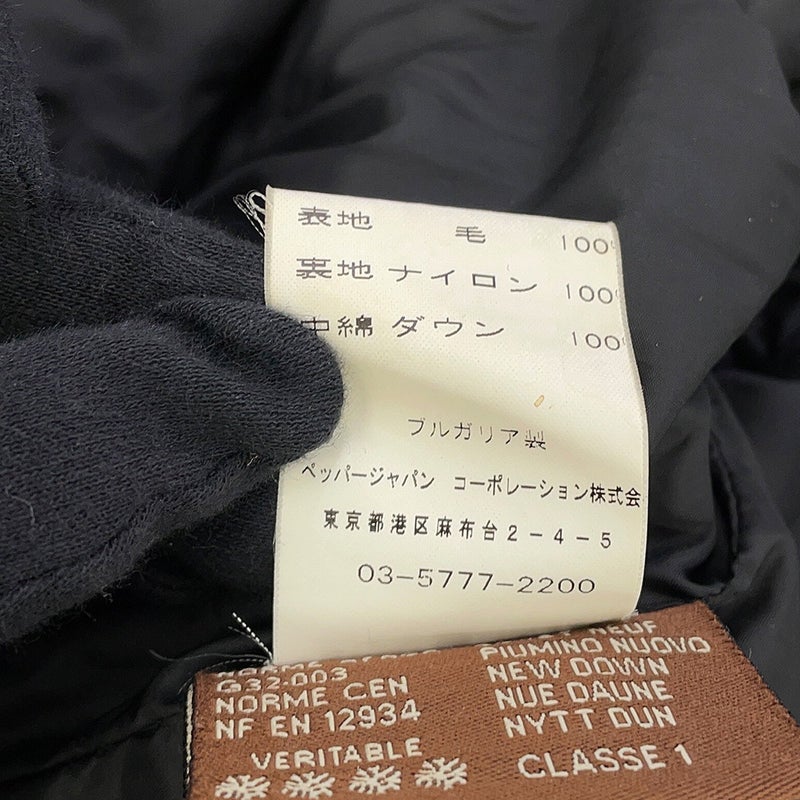 表地 毛 100%
裏地 ナイロン 100
中綿 ダウン 100
ブルガリア製
ペッパージャパン コーポレーション株式会
東京都港区麻布台2-4-5
03-5777-2200
G32.003
NORME CEN
NF EN 12934
VERITABLE
NEUF
PIUMINO NUOVO
NEW DOWN
NUE DAUNE
NYTT DUN
CLASSE 1